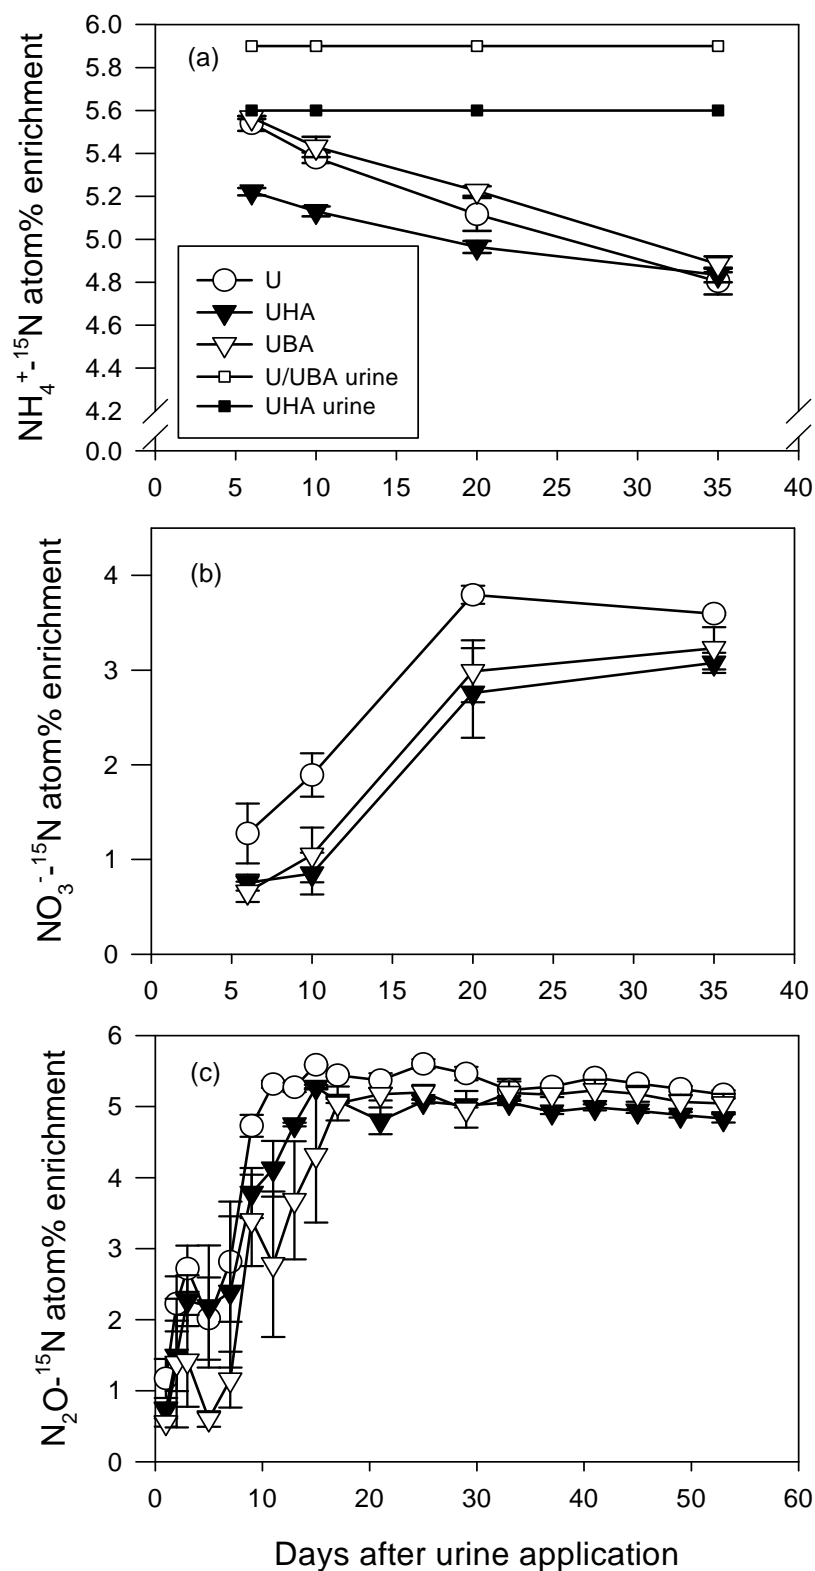 NH₄⁺-¹⁵N atom% enrichment
6.0
5.8
5.6
5.4
5.2
5.0
4.8
4.6
4.4
4.2
0.0
(a)
U
UHA
UBA
U/UBA urine
UHA urine
0 5 10 15 20 25 30 35 40
NO₃⁻-¹⁵N atom% enrichment
4
3
2
1
0
(b)
0 5 10 15 20 25 30 35 40
N₂O-¹⁵N atom% enrichment
6
5
4
3
2
1
0
(c)
0 10 20 30 40 50 60
Days after urine application